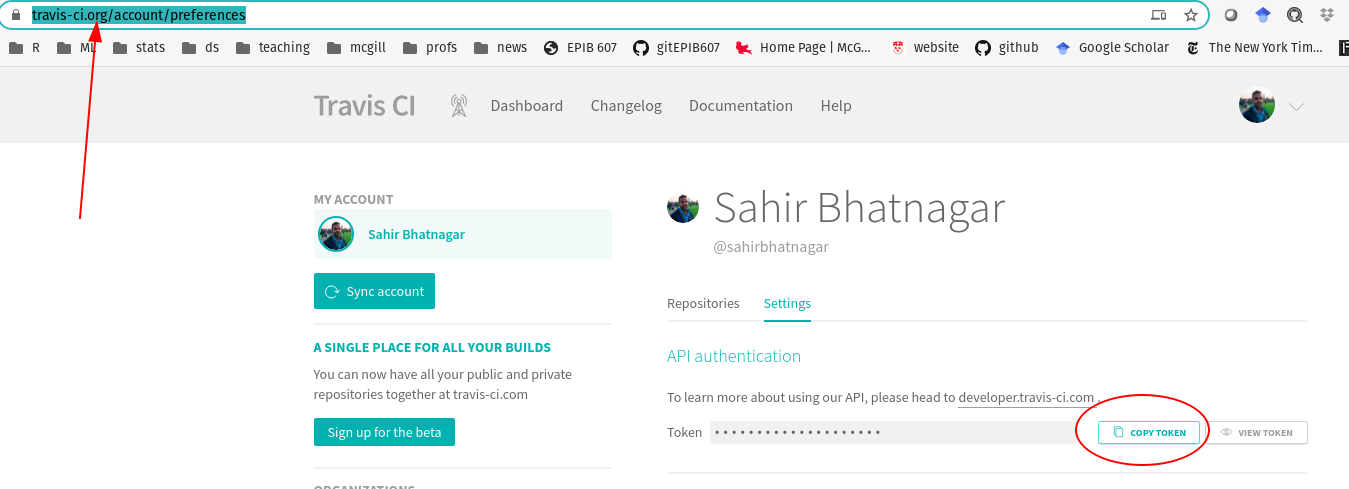 travis-ci.org/account/preferences
R ML stats ds teaching mcgill profs news EPIB 607 gitEPIB607 Home Page | McG... website github Google Scholar The New York Tim...
Travis CI Dashboard Changelog Documentation Help
MY ACCOUNT
Sahir Bhatnagar
Sync account
A SINGLE PLACE FOR ALL YOUR BUILDS
You can now have all your public and private
repositories together at travis-ci.com
Sign up for the beta
ORGANIZATIONS
Sahir Bhatnagar
@sahirbhatnagar
Repositories Settings
API authentication
To learn more about using our API, please head to developer.travis-ci.com .
Token •••••••••••••••••••• COPY TOKEN VIEW TOKEN